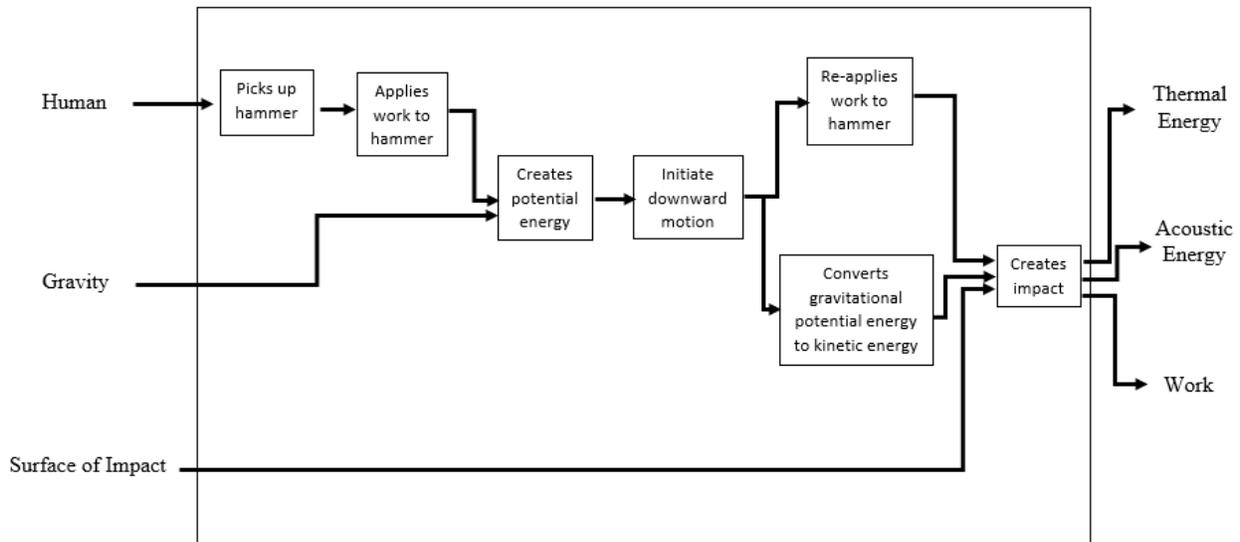 Human
Picks up
hammer
Applies
work to
hammer
Re-applies
work to
hammer
Thermal
Energy
Creates
potential
energy
Initiate
downward
motion
Gravity
Converts
gravitational
potential energy
to kinetic energy
Creates
impact
Acoustic
Energy
Work
Surface of Impact